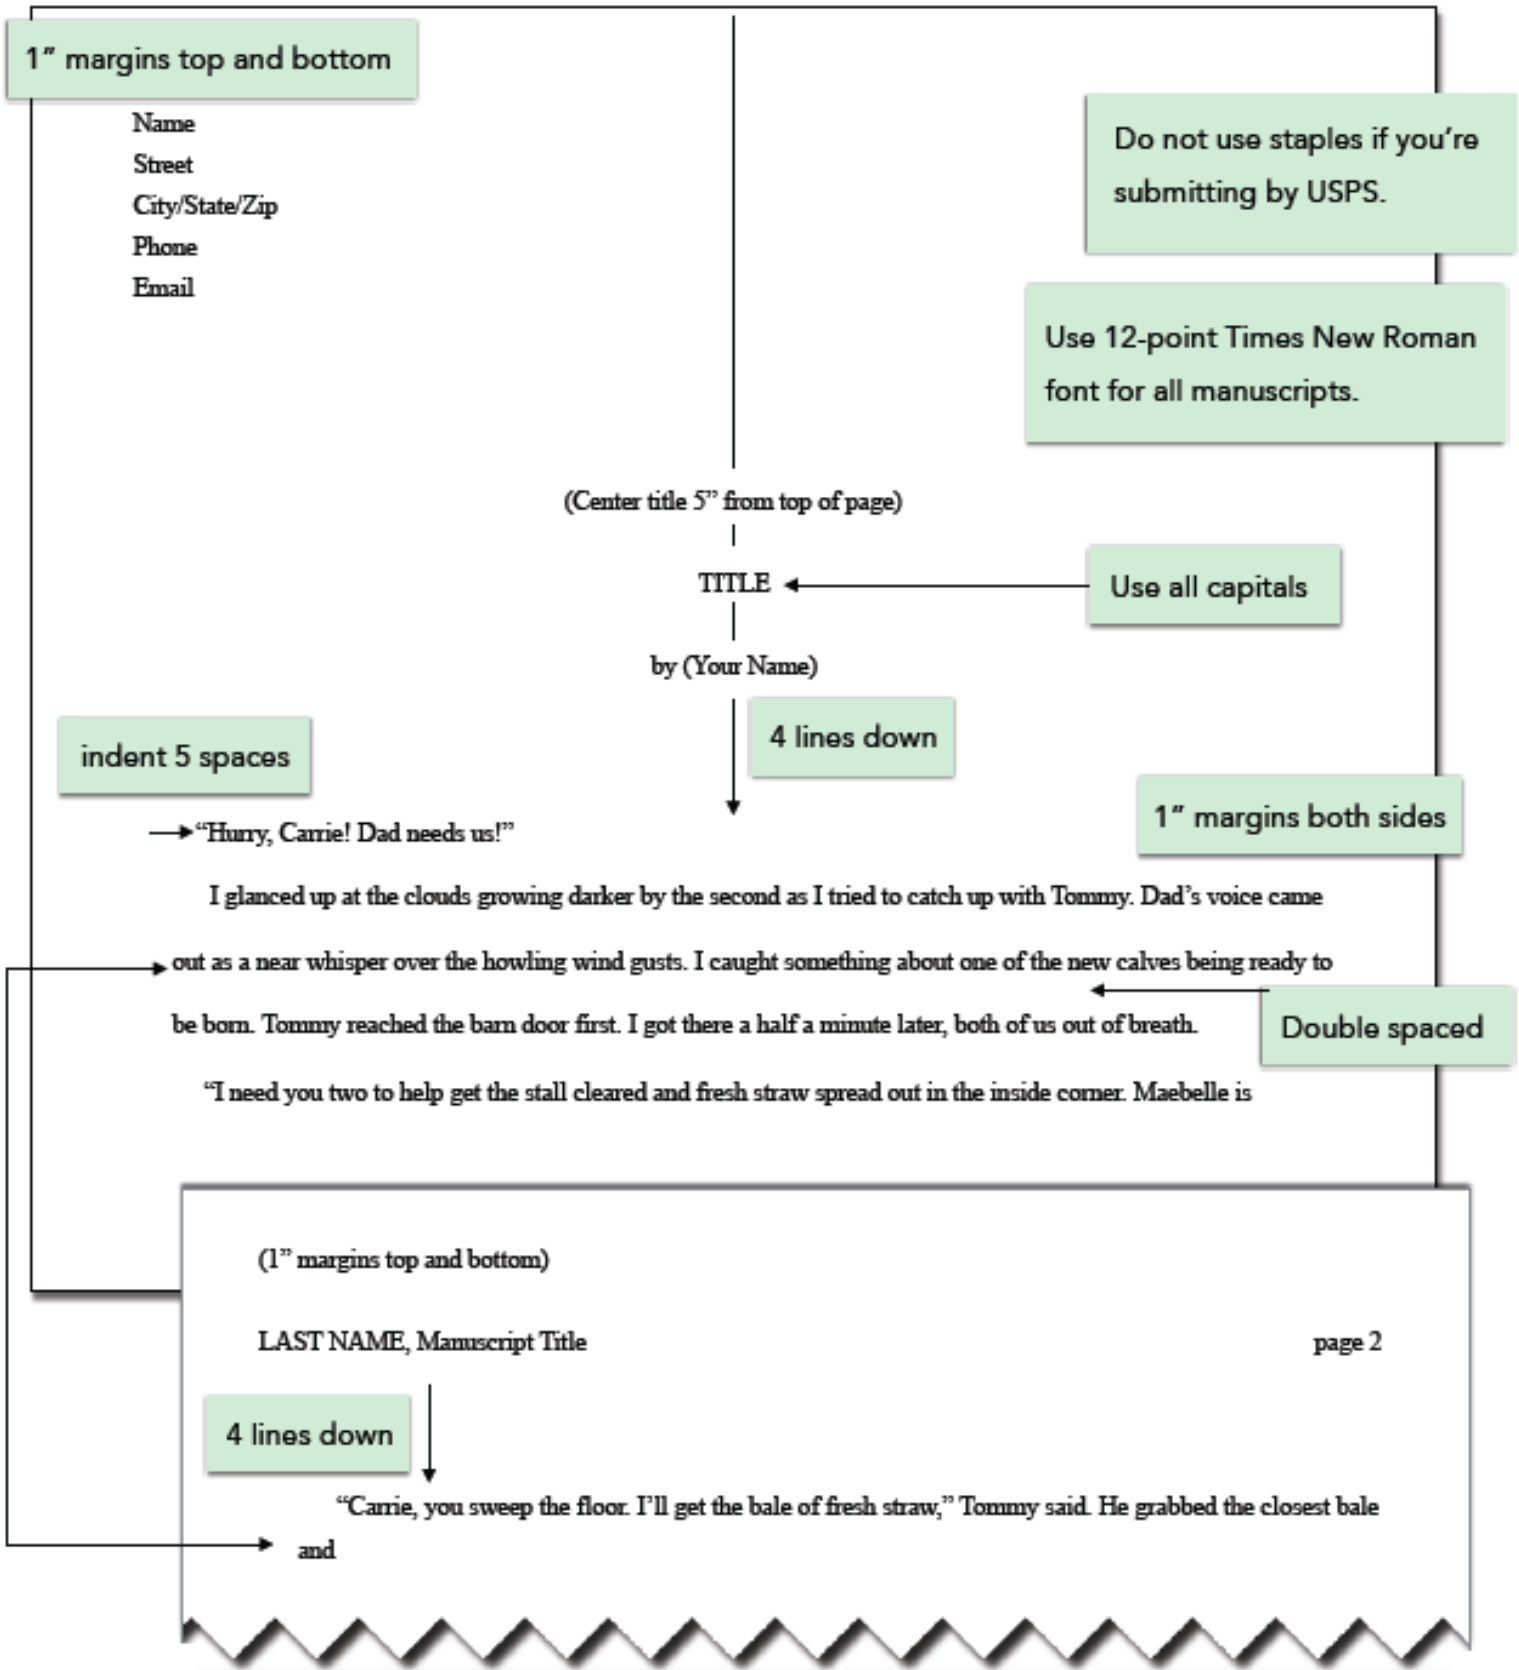 1” margins top and bottom
Name
Street
City/State/Zip
Phone
Email
Do not use staples if you’re
submitting by USPS.
Use 12-point Times New Roman
font for all manuscripts.
(Center title 5” from top of page)
TITLE
Use all capitals
by (Your Name)
4 lines down
indent 5 spaces
1” margins both sides
“Hurry, Carrie! Dad needs us!”
I glanced up at the clouds growing darker by the second as I tried to catch up with Tommy. Dad’s voice came
out as a near whisper over the howling wind gusts. I caught something about one of the new calves being ready to
be born. Tommy reached the barn door first. I got there a half a minute later, both of us out of breath.
Double spaced
“I need you two to help get the stall cleared and fresh straw spread out in the inside corner. Maebelle is
(1” margins top and bottom)
LAST NAME, Manuscript Title page 2
4 lines down
“Carrie, you sweep the floor. I’ll get the bale of fresh straw,” Tommy said. He grabbed the closest bale
and